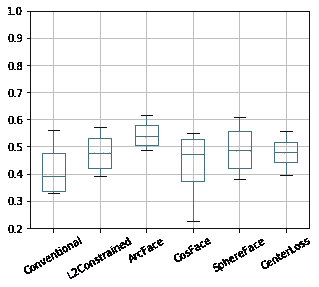 1.0
0.9
0.8
0.7
0.6
0.5
0.4
0.3
0.2
Conventional
L2Constrained
ArcFace
CosFace
SphereFace
CenterLoss